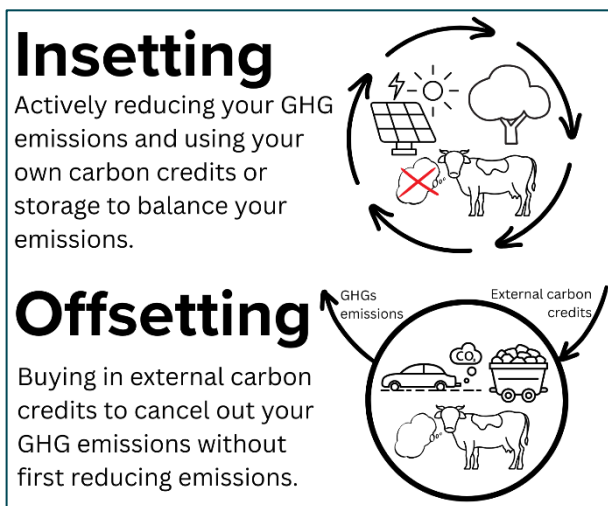 Insetting
Actively reducing your GHG
emissions and using your
own carbon credits or
storage to balance your
emissions.
Offsetting
GHGs
emissions
External carbon
credits
CO₂
Buying in external carbon
credits to cancel out your
GHG emissions without
first reducing emissions.